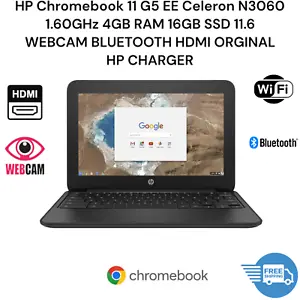 HP Chromebook 11 G5 EE Celeron N3060
1.60GHz 4GB RAM 16GB SSD 11.6
WEBCAM BLUETOOTH HDMI ORGINAL
HP CHARGER
HDMI
Wi Fi
Google
WEBCAM
Bluetooth
hp
chromebook
FREE
SHIPPING